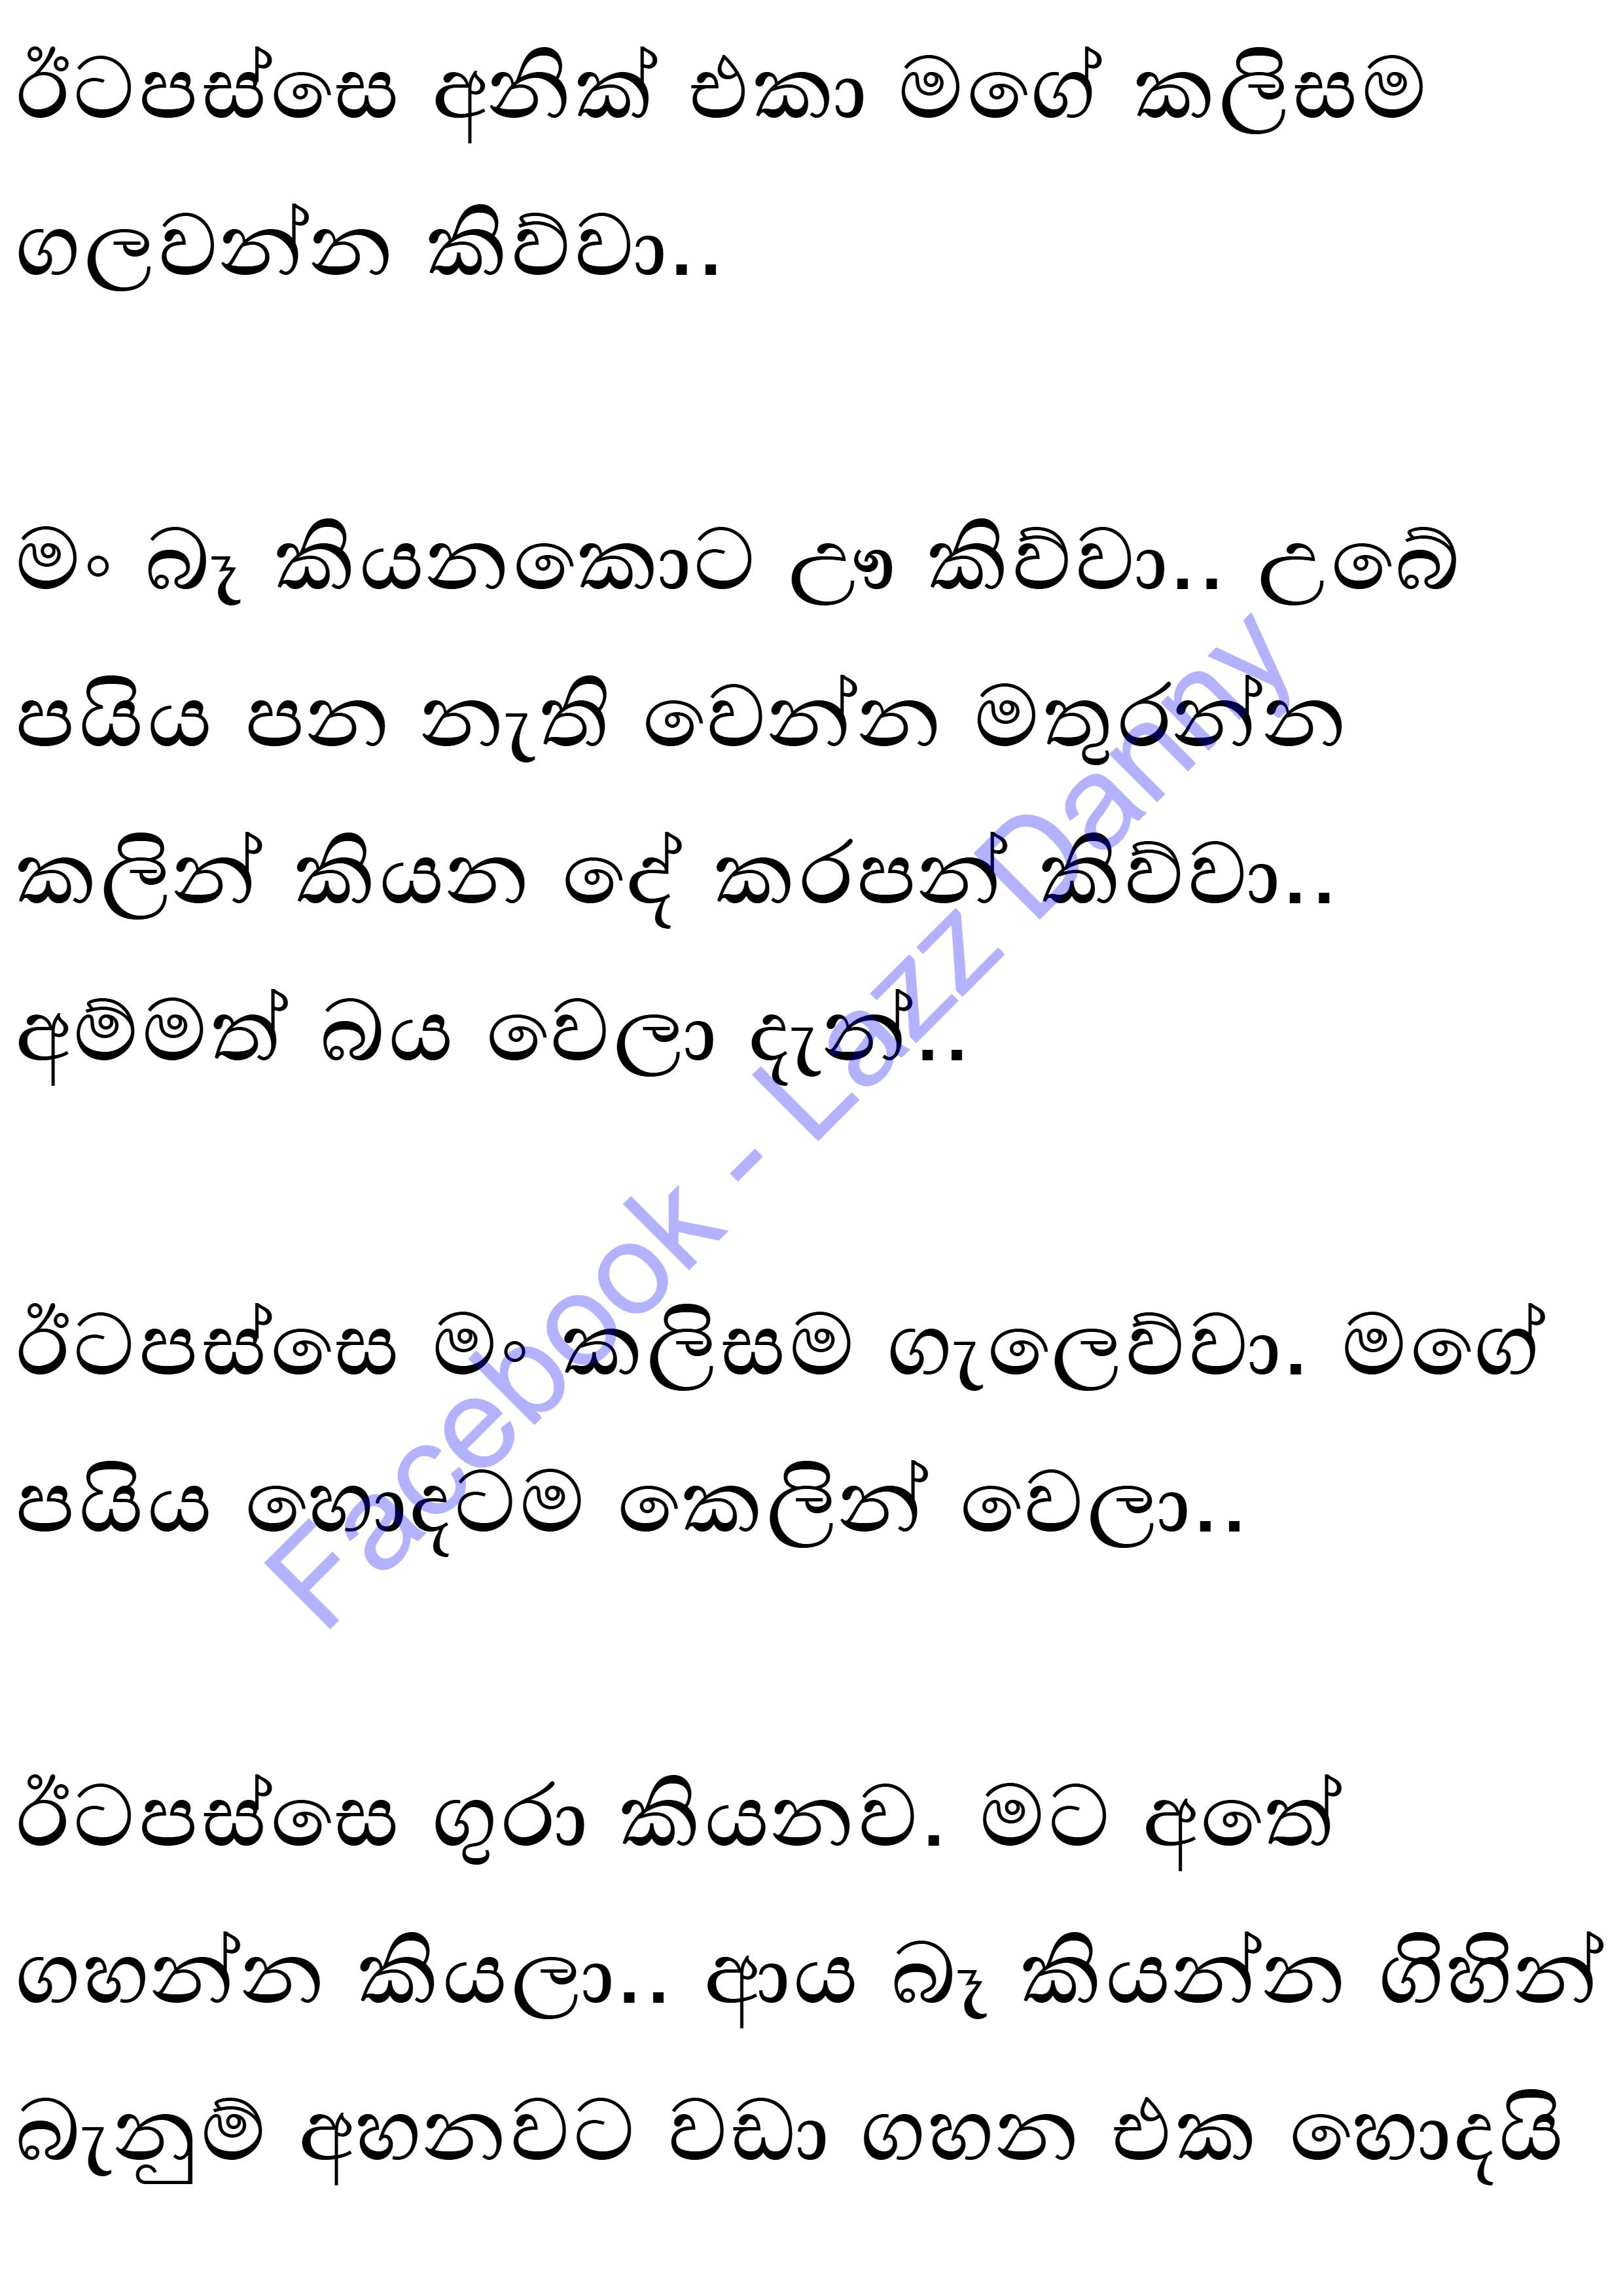 ඊටපස්සෙ අනික් එකා මගේ කලිසම
ගලවන්න කිව්වා..
මං බෑ කියනකොට ඌ කිව්වා.. උබේ
පයිය පන නැති වෙන්න මතුරන්න
කලින් කියන දේ කරපන් කිව්වා..
අම්මත් බය වෙලා දැන්..
ඊටපස්සෙ මං කලිසම ගැලෙව්වා. මගේ
පයිය හොදටම කෙලින් වෙලා..
ඊටපස්සෙ ගුරා කියනව. මට අතේ
ගහන්න කියලා.. ආය බෑ කියන්න ගිහින්
බැනුම් අහනවට වඩා ගහන එක හොදයි
Facebook - Lazz Danny